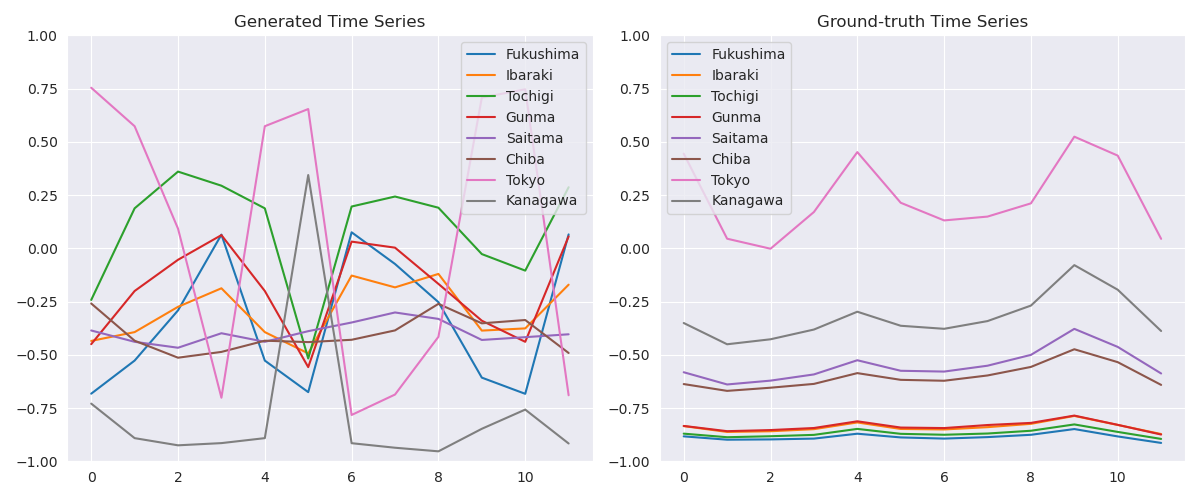 Generated Time Series
1.00
0.75
0.50
0.25
0.00
−0.25
−0.50
−0.75
−1.00
0
2
4
6
8
10
Fukushima
Ibaraki
Tochigi
Gunma
Saitama
Chiba
Tokyo
Kanagawa
Ground-truth Time Series
1.00
0.75
0.50
0.25
0.00
−0.25
−0.50
−0.75
−1.00
0
2
4
6
8
10
Fukushima
Ibaraki
Tochigi
Gunma
Saitama
Chiba
Tokyo
Kanagawa